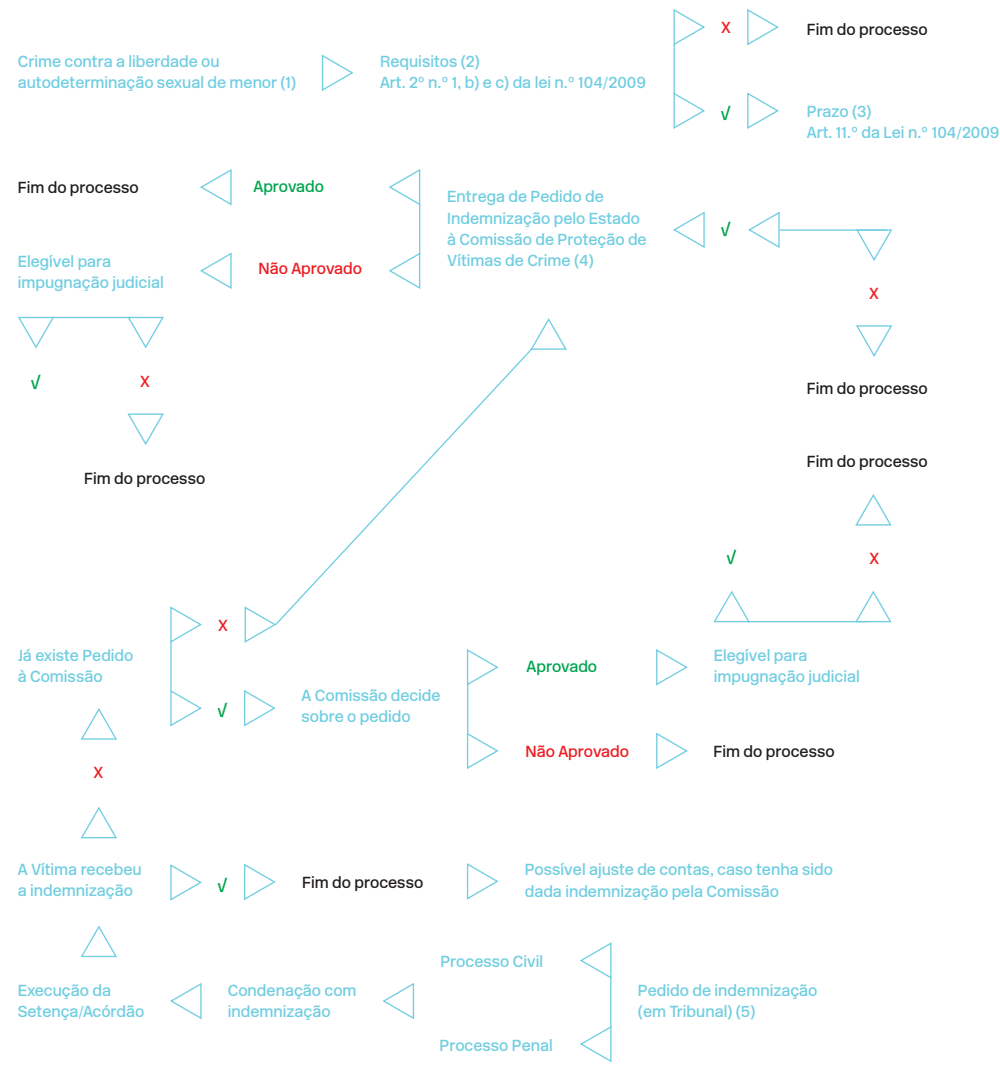 Crime contra a liberdade ou
autodeterminação sexual de menor (1)
Requisitos (2)
Art. 2º n.º 1, b) e c) da lei n.º 104/2009
X
Fim do processo
√
Prazo (3)
Art. 11.º da Lei n.º 104/2009
Fim do processo
Aprovado
Entrega de Pedido de
Indemnização pelo Estado
à Comissão de Proteção de
Vítimas de Crime (4)
√
Elegível para
impugnação judicial
Não Aprovado
X
Fim do processo
√
X
Fim do processo
Fim do processo
√
X
Já existe Pedido
à Comissão
X
√
A Comissão decide
sobre o pedido
Aprovado
Elegível para
impugnação judicial
Não Aprovado
Fim do processo
X
A Vítima recebeu
a indemnização
√
Fim do processo
Possível ajuste de contas, caso tenha sido
dada indemnização pela Comissão
Execução da
Setença/Acórdão
Condenação com
indemnização
Processo Civil
Processo Penal
Pedido de indemnização
(em Tribunal) (5)